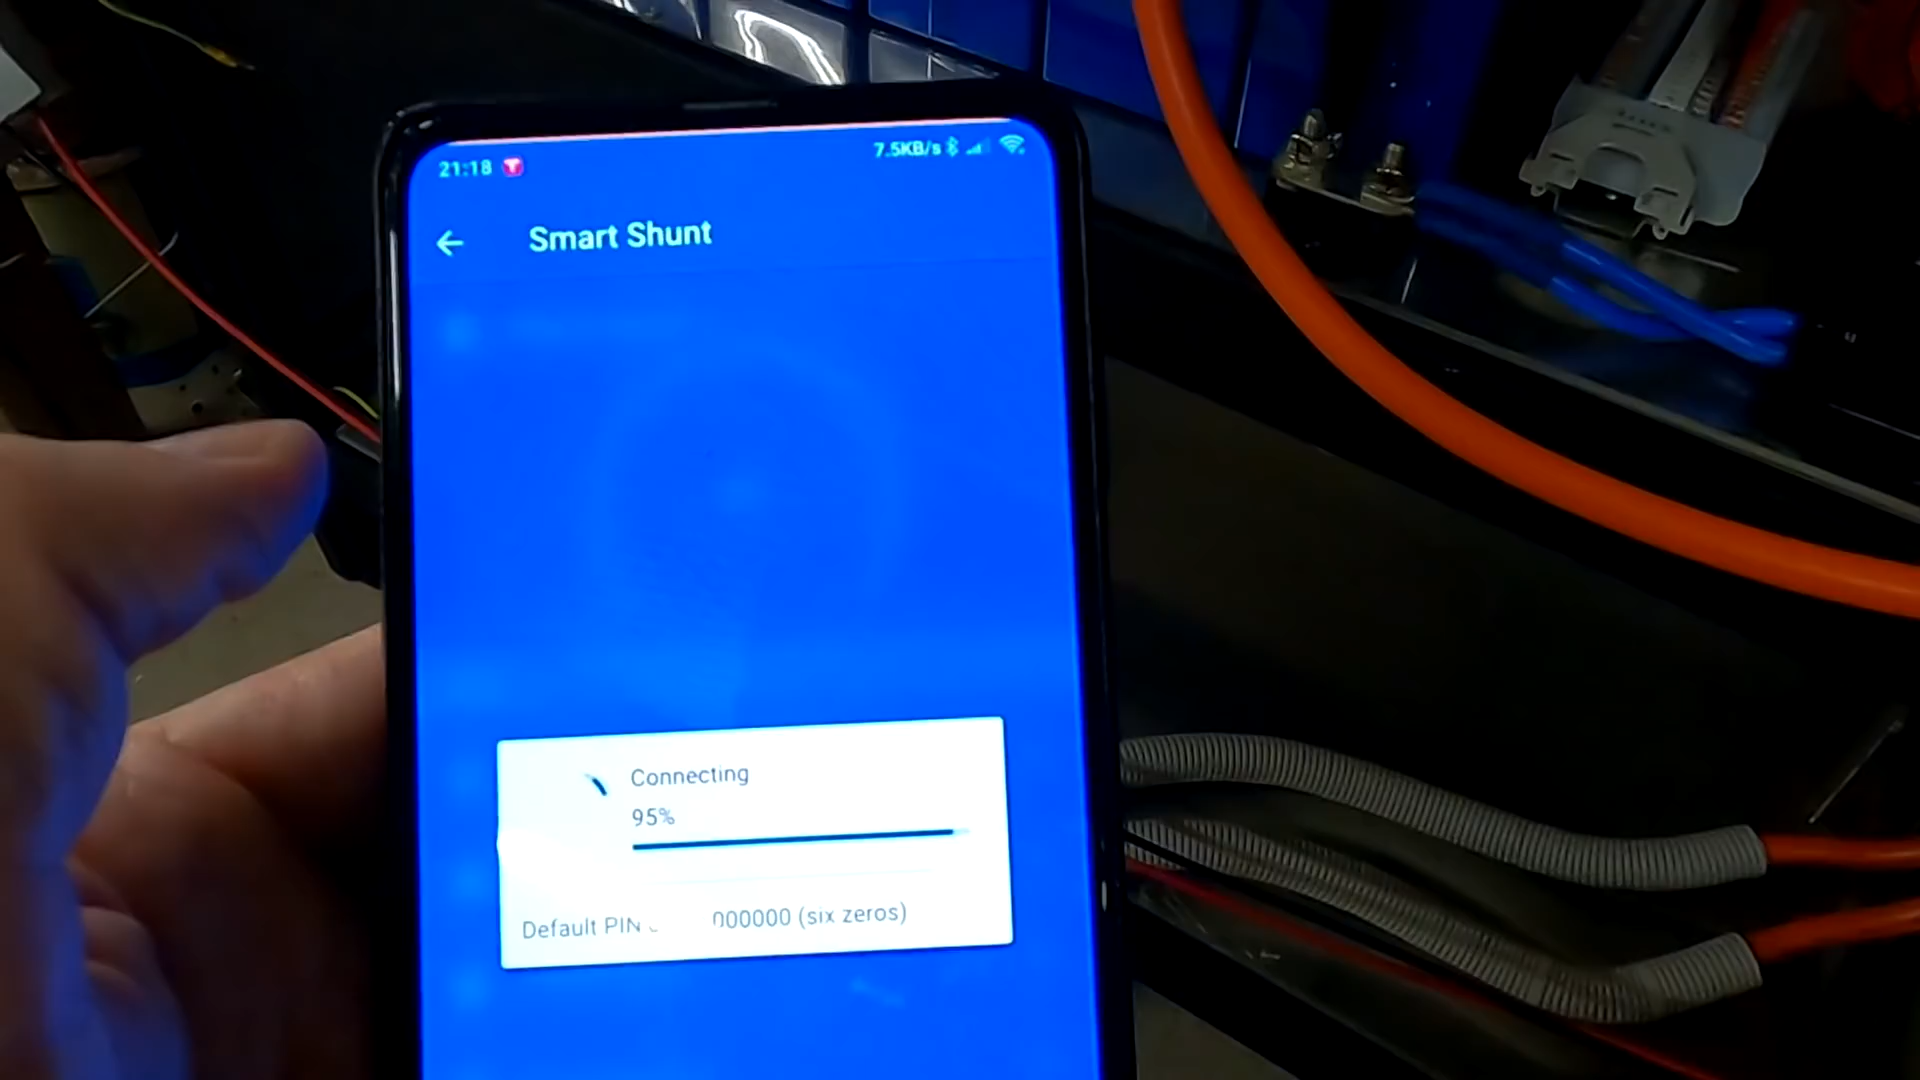 21:18
7.5KB/s
Smart Shunt
Connecting
95%
Default PIN 000000 (six zeros)